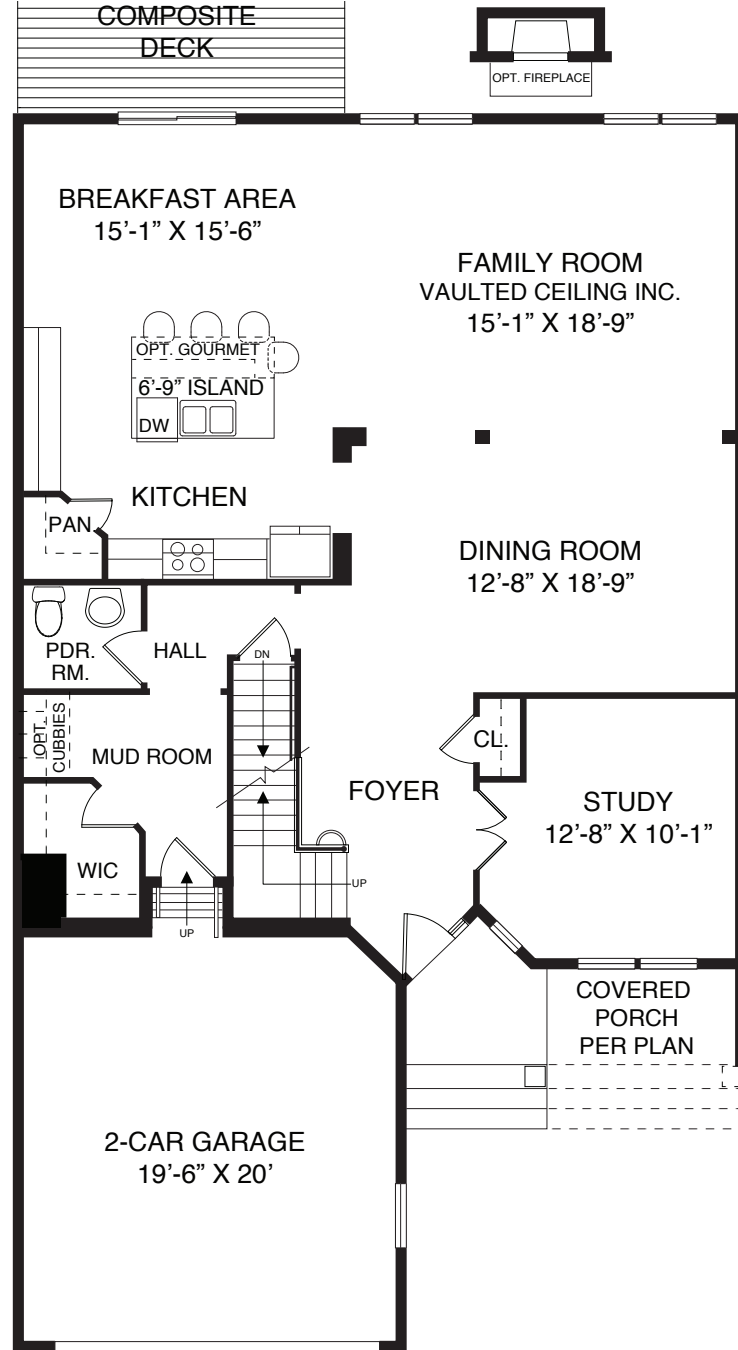 COMPOSITE
DECK
OPT. FIREPLACE
BREAKFAST AREA
15’-1” X 15’-6”
FAMILY ROOM
VAULTED CEILING INC.
15’-1” X 18’-9”
OPT. GOURMET
6’-9” ISLAND
DW
KITCHEN
PAN.
DINING ROOM
12’-8” X 18’-9”
PDR.
RM.
HALL
DN
OPT.
CUBBIES
MUD ROOM
CL.
FOYER
STUDY
12’-8” X 10’-1”
WIC
UP
UP
COVERED
PORCH
PER PLAN
2-CAR GARAGE
19’-6” X 20’